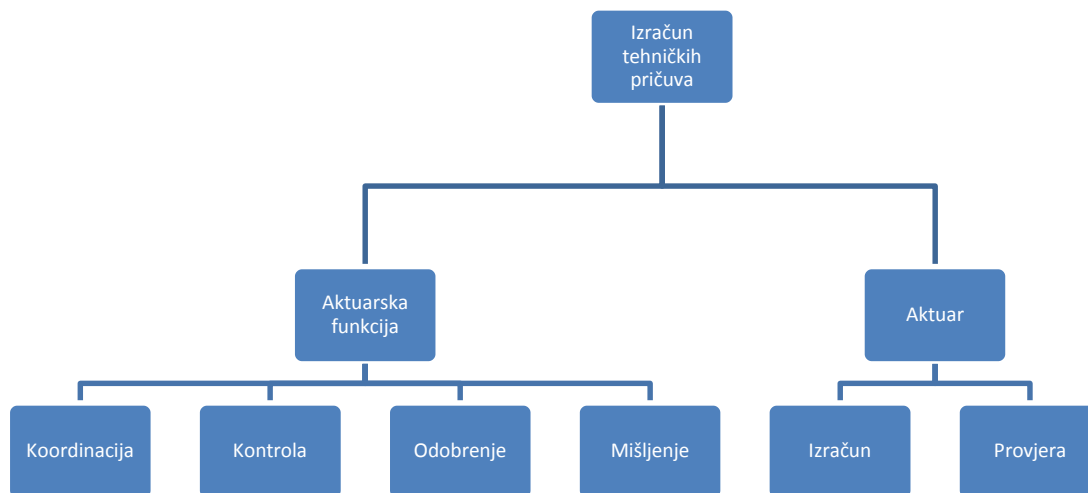 Izračun
tehničkih
pričuva
Aktuarska
funkcija
Aktuar
Koordinacija
Kontrola
Odobrenje
Mišljenje
Izračun
Provjera